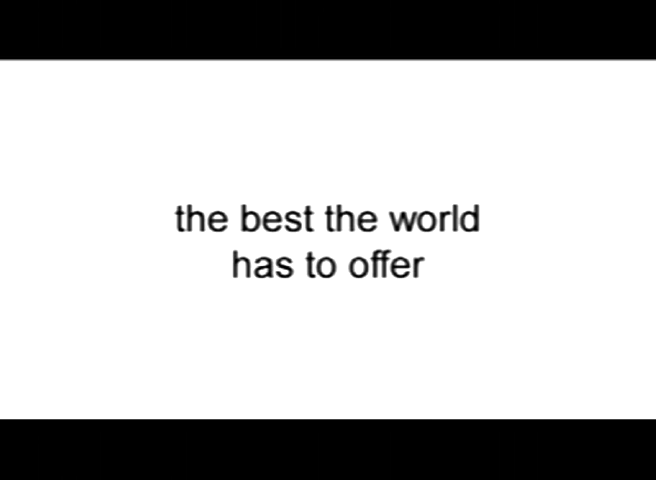 the best the world
has to offer